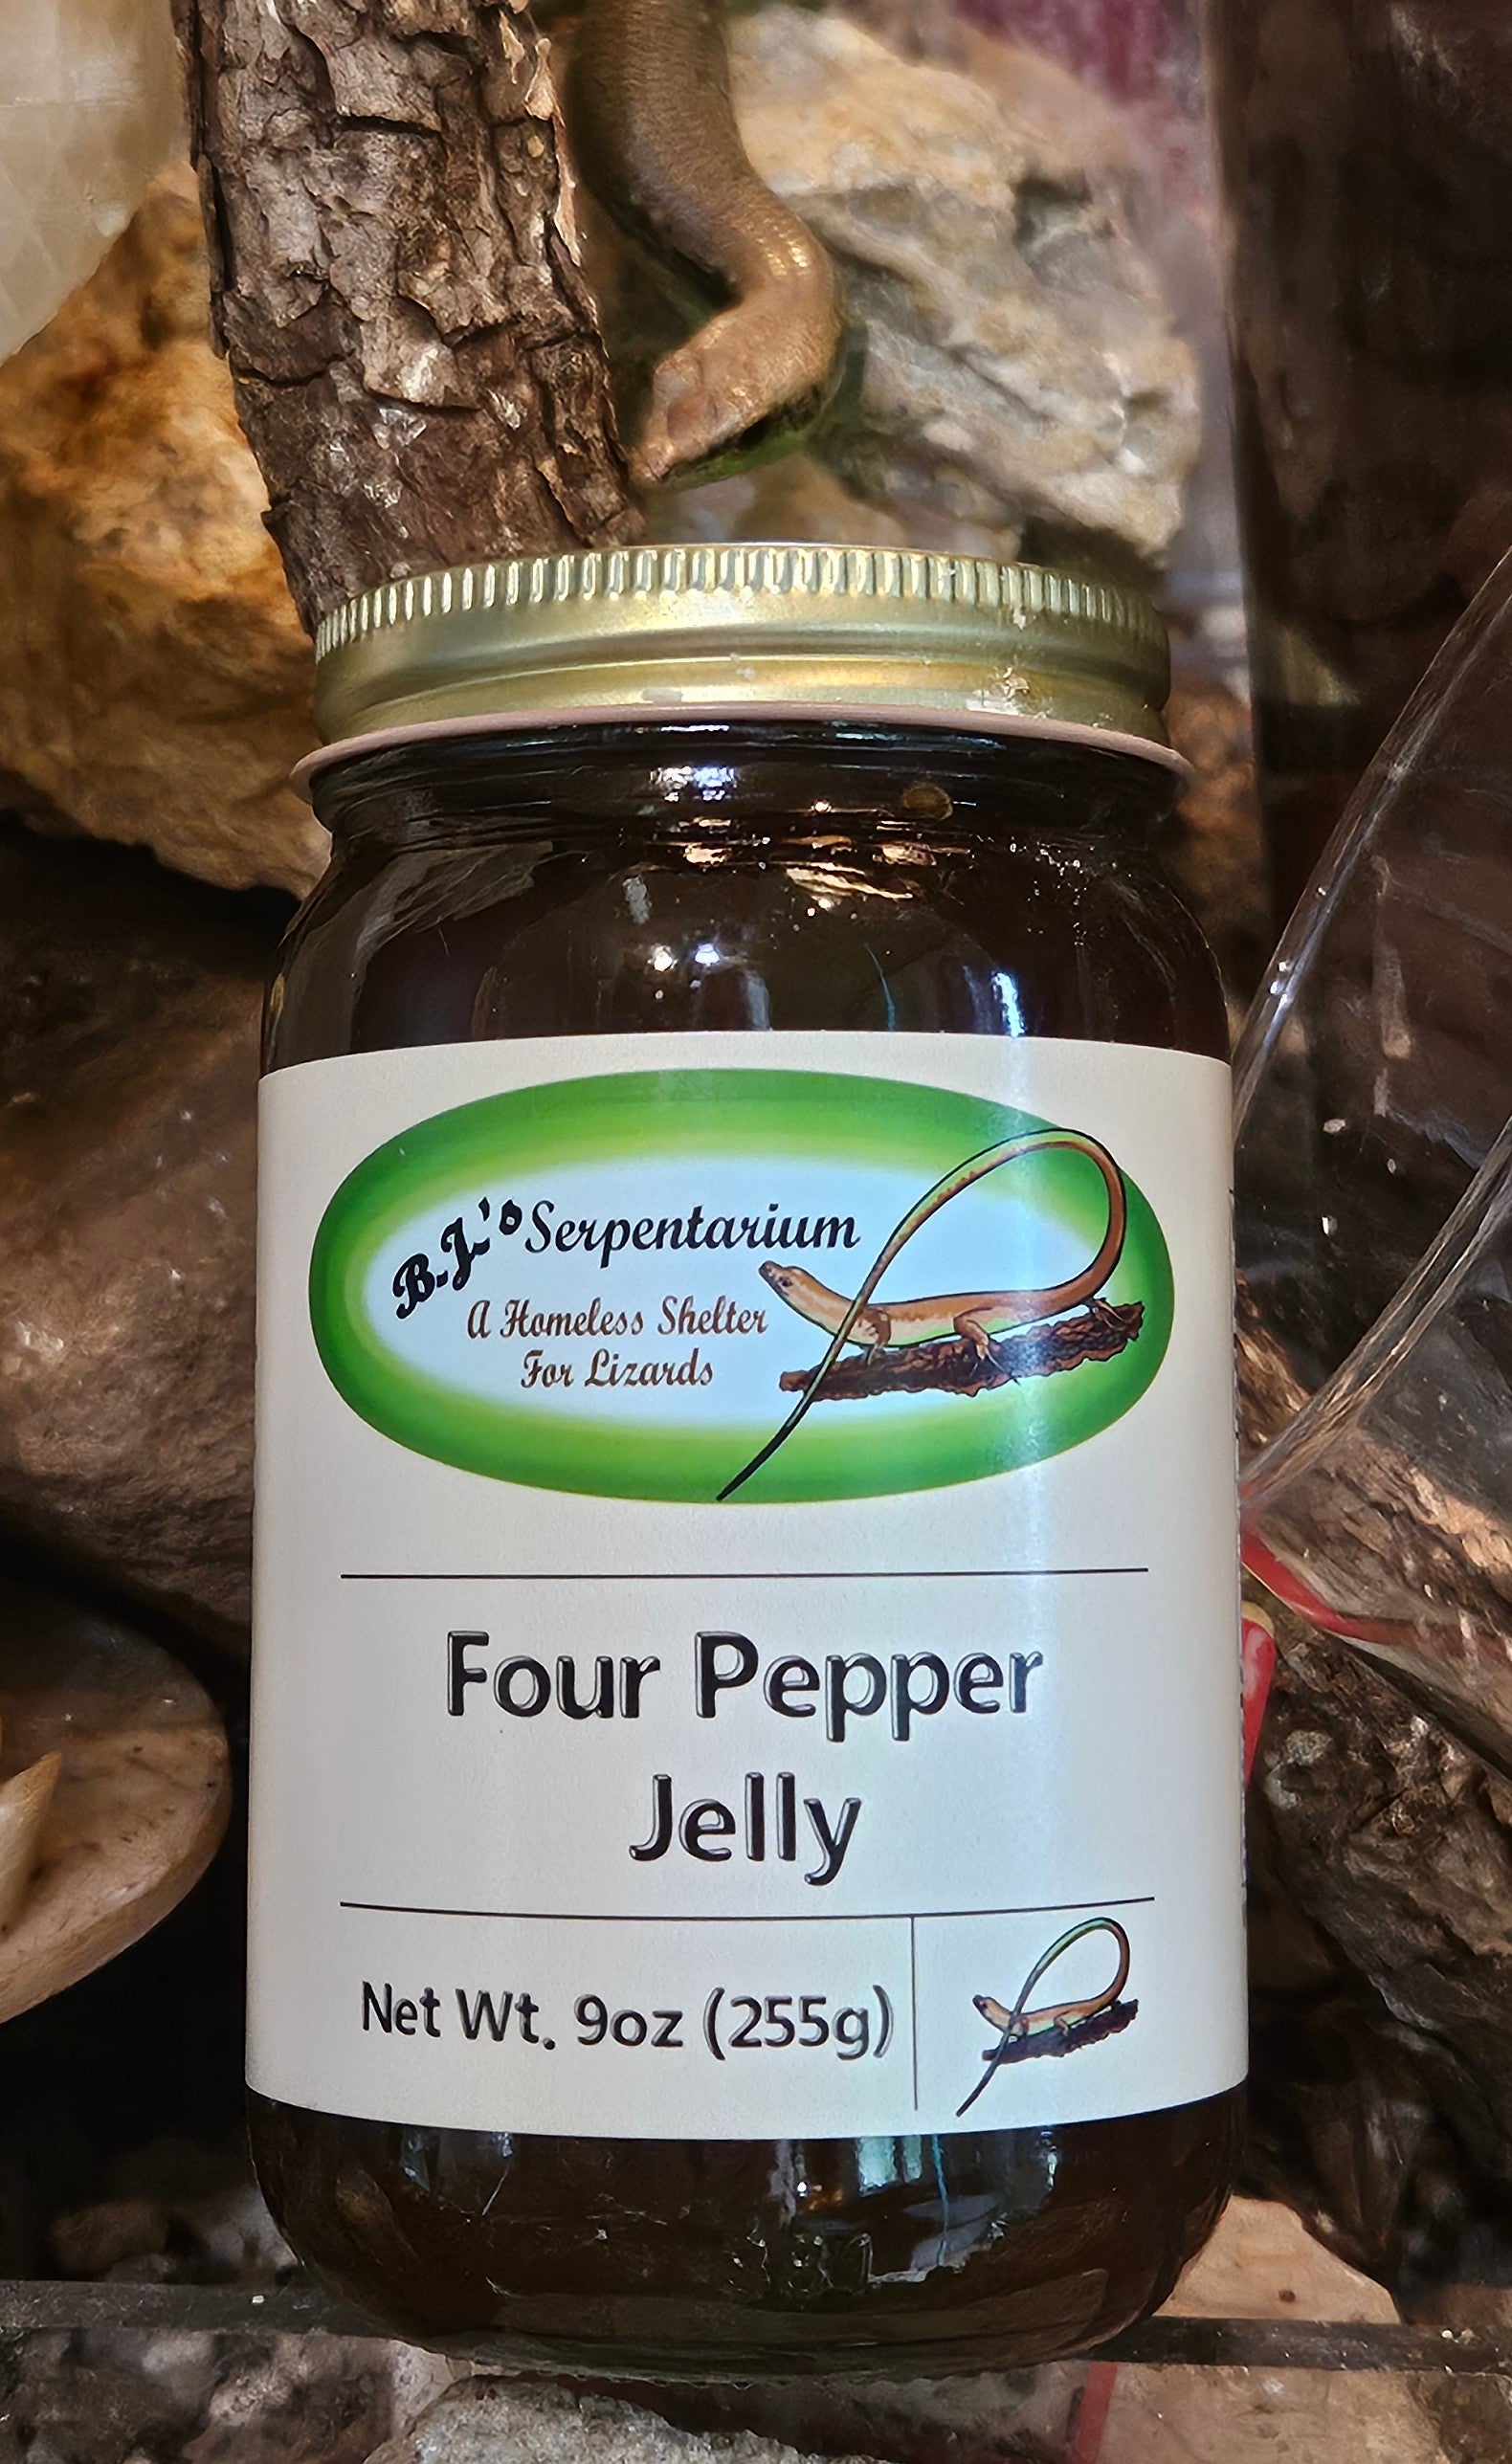 B.J.'s Serpentarium
A Homeless Shelter
For Lizards
Four Pepper
Jelly
Net Wt. 9oz (255g)